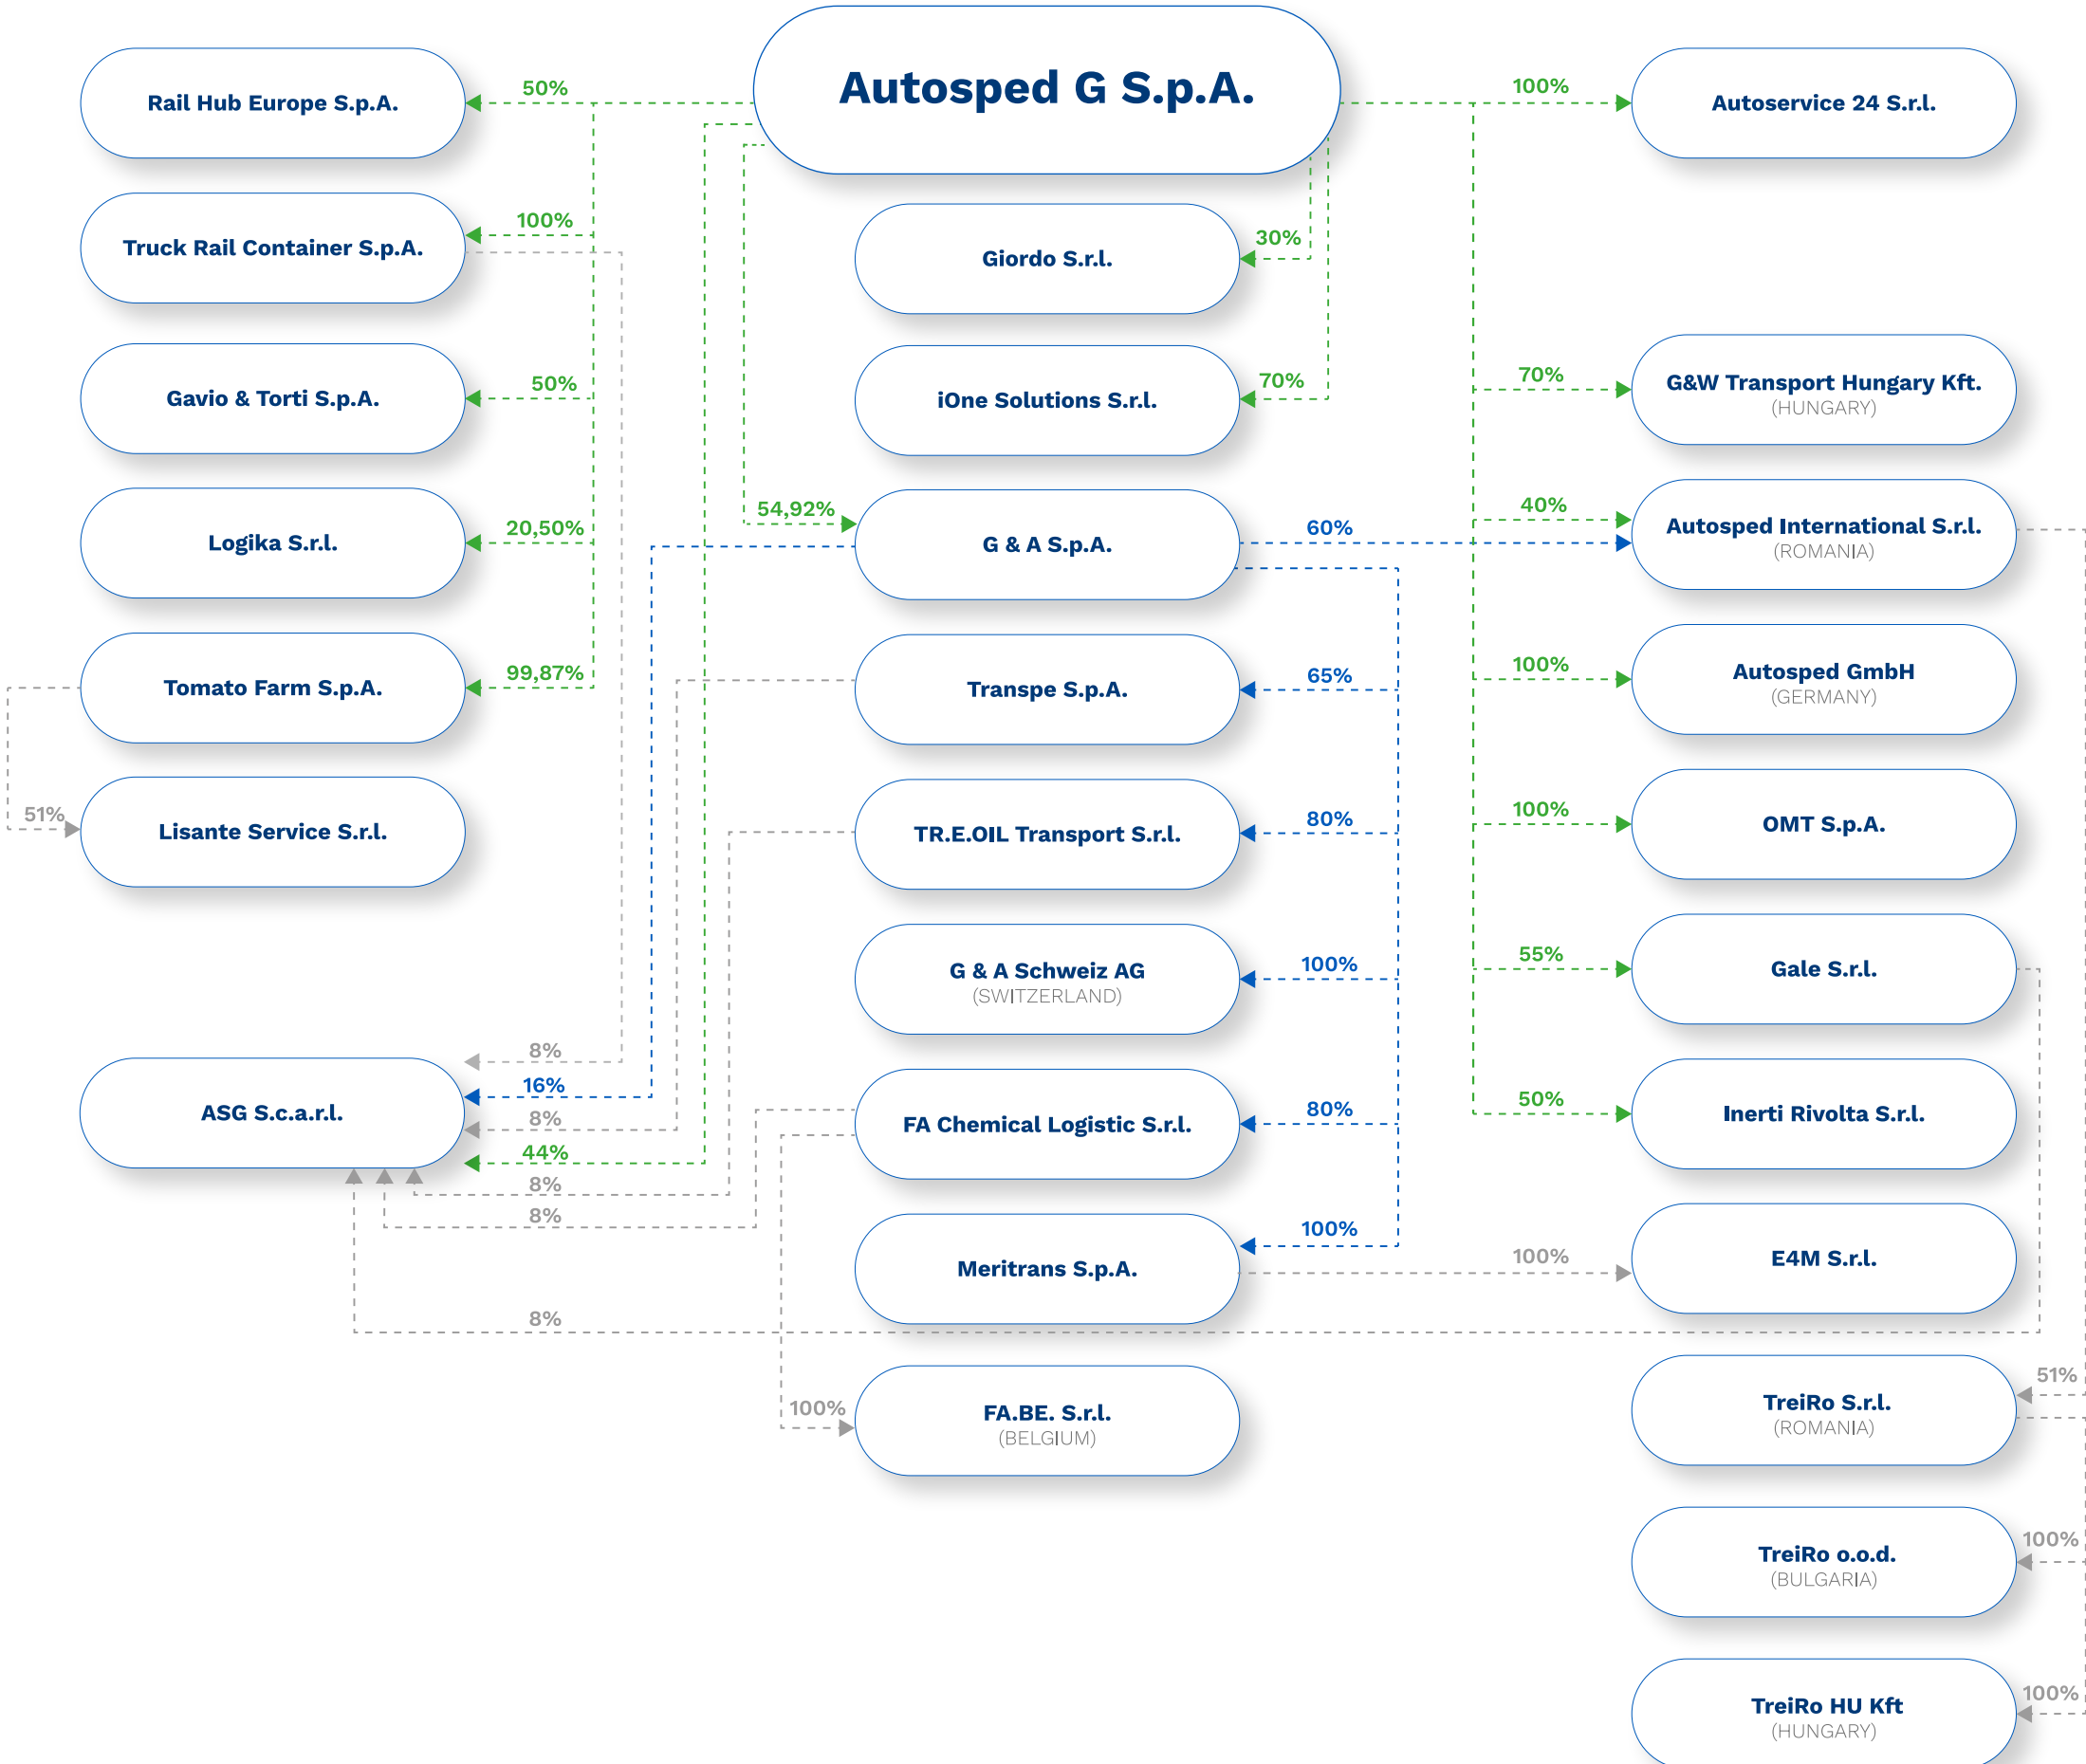 Autosped G S.p.A.
50%
Rail Hub Europe S.p.A.
100%
Autoservice 24 S.r.l.
100%
Truck Rail Container S.p.A.
30%
Giordo S.r.l.
50%
Gavio & Torti S.p.A.
70%
iOne Solutions S.r.l.
70%
G&W Transport Hungary Kft.
(HUNGARY)
20,50%
Logika S.r.l.
54,92%
G & A S.p.A.
60%
40%
Autosped International S.r.l.
(ROMANIA)
99,87%
Tomato Farm S.p.A.
65%
Transpe S.p.A.
100%
Autosped GmbH
(GERMANY)
51%
Lisante Service S.r.l.
80%
TR.E.OIL Transport S.r.l.
100%
OMT S.p.A.
100%
G & A Schweiz AG
(SWITZERLAND)
55%
Gale S.r.l.
8%
16%
8%
44%
8%
8%
ASG S.c.a.r.l.
80%
FA Chemical Logistic S.r.l.
50%
Inerti Rivolta S.r.l.
100%
Meritrans S.p.A.
100%
E4M S.r.l.
8%
100%
FA.BE. S.r.l.
(BELGIUM)
51%
TreiRo S.r.l.
(ROMANIA)
100%
TreiRo o.o.d.
(BULGARIA)
100%
TreiRo HU Kft
(HUNGARY)